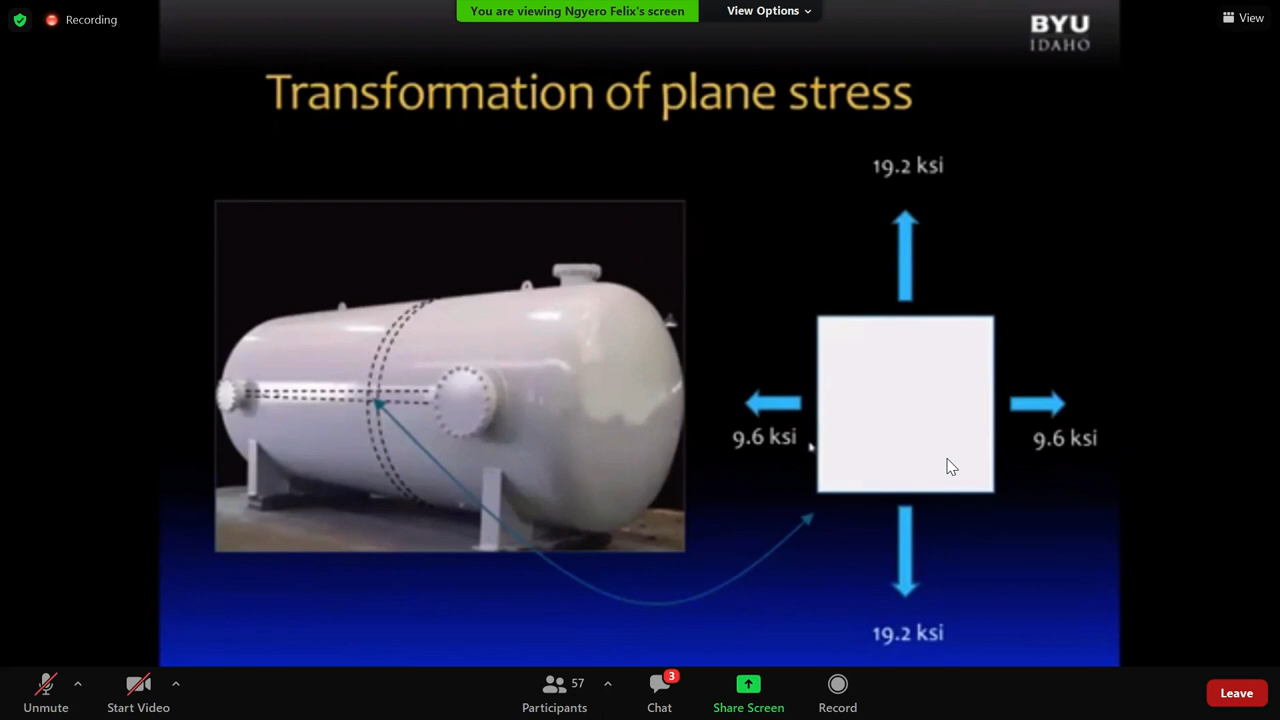 Recording
You are viewing Ngyero Felix's screen
View Options
View
BYU
IDAHO
Transformation of plane stress
19.2 ksi
9.6 ksi
9.6 ksi
19.2 ksi
Unmute
Start Video
57
Participants
3
Chat
Share Screen
Record
Leave